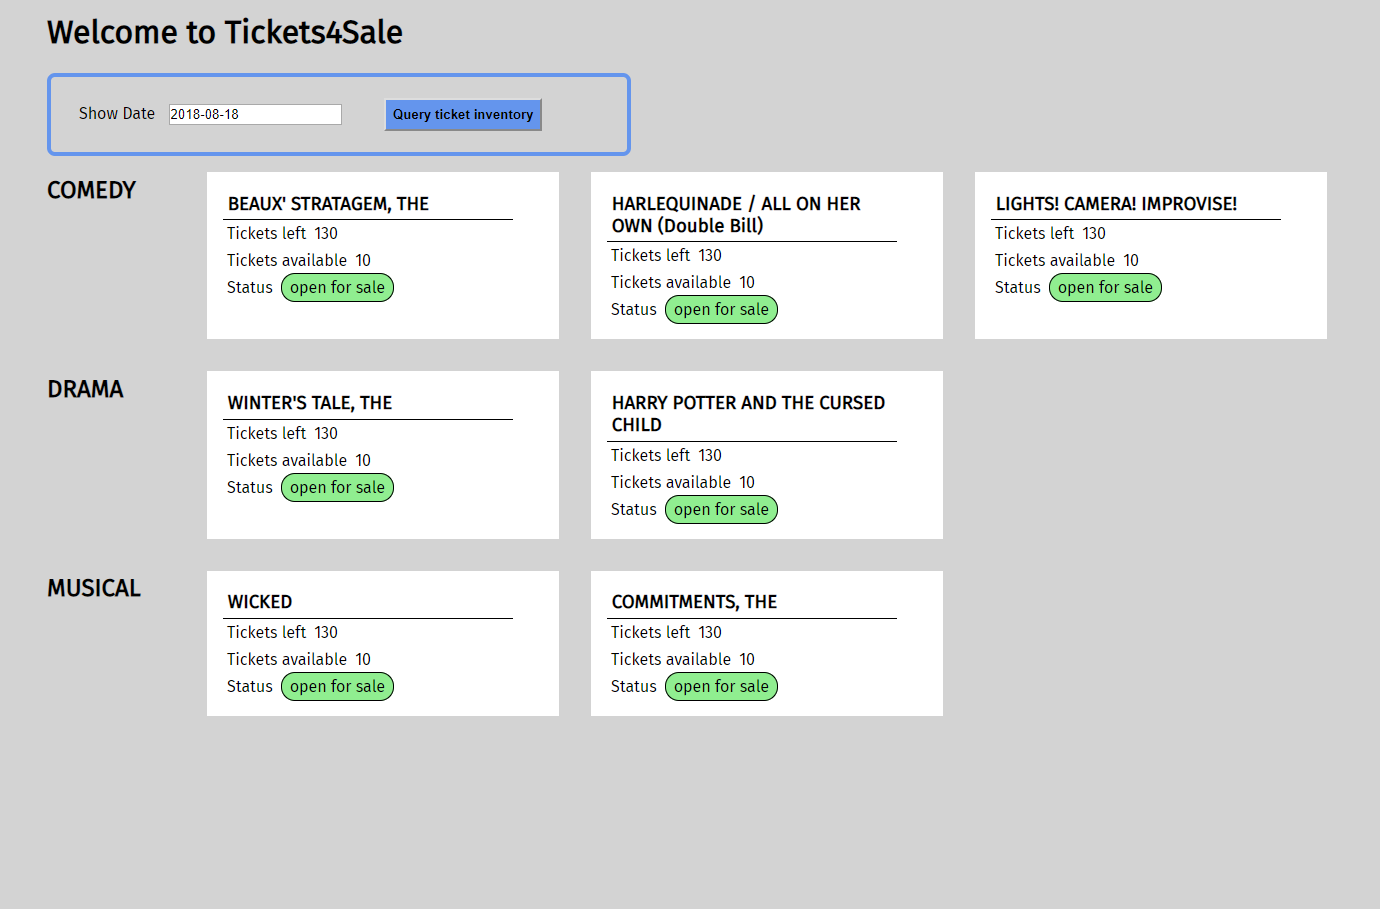 Welcome to Tickets4Sale
Show Date 2018-08-18 Query ticket inventory
COMEDY
BEAUX' STRATAGEM, THE
Tickets left 130
Tickets available 10
Status open for sale
HARLEQUINADE / ALL ON HER
OWN (Double Bill)
Tickets left 130
Tickets available 10
Status open for sale
LIGHTS! CAMERA! IMPROVISE!
Tickets left 130
Tickets available 10
Status open for sale
DRAMA
WINTER'S TALE, THE
Tickets left 130
Tickets available 10
Status open for sale
HARRY POTTER AND THE CURSED
CHILD
Tickets left 130
Tickets available 10
Status open for sale
MUSICAL
WICKED
Tickets left 130
Tickets available 10
Status open for sale
COMMITMENTS, THE
Tickets left 130
Tickets available 10
Status open for sale